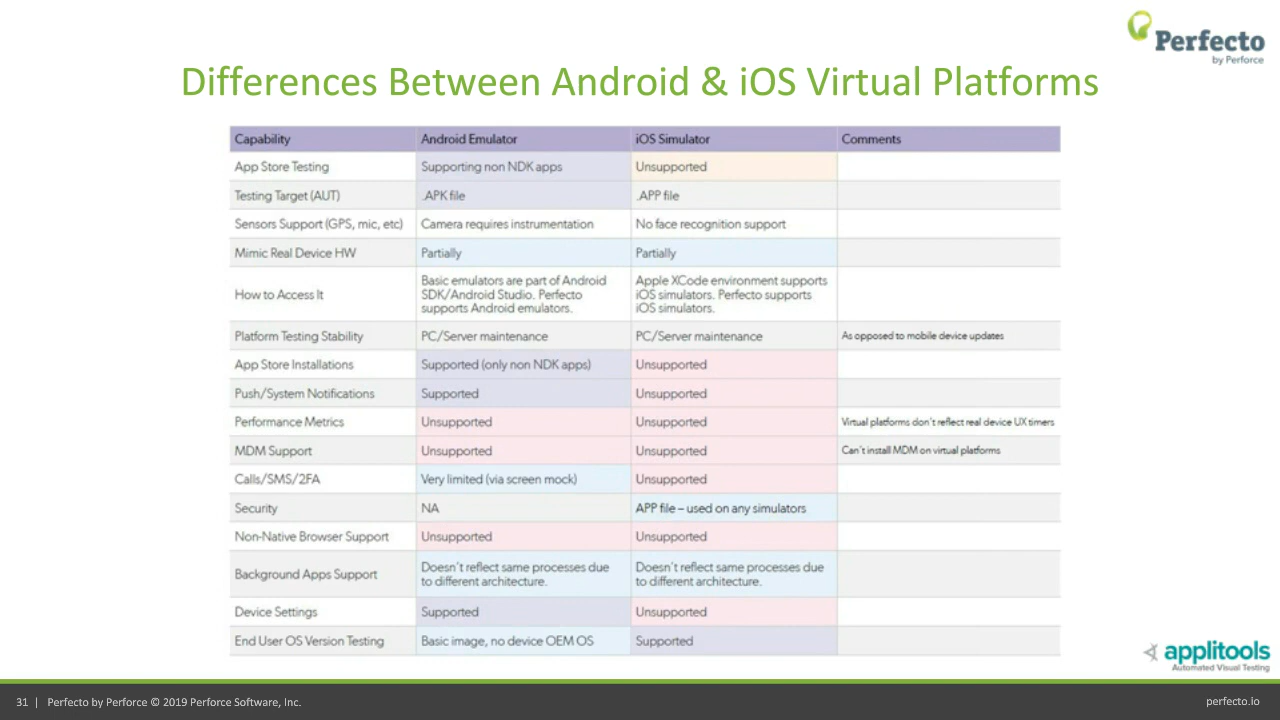 Perfecto
by Perforce
Differences Between Android & iOS Virtual Platforms
Capability Android Emulator iOS Simulator Comments
App Store Testing Supporting non NDK apps Unsupported
Testing Target (AUT) .APK file .APP file
Sensors Support (GPS, mic, etc) Camera requires instrumentation No face recognition support
Mimic Real Device HW Partially Partially
How to Access It
Basic emulators are part of Android
SDK/Android Studio. Perfecto
supports Android emulators.
Apple XCode environment supports
iOS simulators. Perfecto supports
iOS simulators.
Platform Testing Stability PC/Server maintenance PC/Server maintenance As opposed to mobile device updates
App Store Installations Supported (only non NDK apps) Unsupported
Push/System Notifications Supported Unsupported
Performance Metrics Unsupported Unsupported Virtual platforms don't reflect real device UX timers
MDM Support Unsupported Unsupported Can't install MDM on virtual platforms
Calls/SMS/2FA Very limited (via screen mock) Unsupported
Security NA APP file – used on any simulators
Non-Native Browser Support Unsupported Unsupported
Background Apps Support
Doesn't reflect same processes due
to different architecture.
Doesn't reflect same processes due
to different architecture.
Device Settings Supported Unsupported
End User OS Version Testing Basic image, no device OEM OS Supported
applitools
Automated Visual Testing
31 | Perfecto by Perforce © 2019 Perforce Software, Inc.
perfecto.io